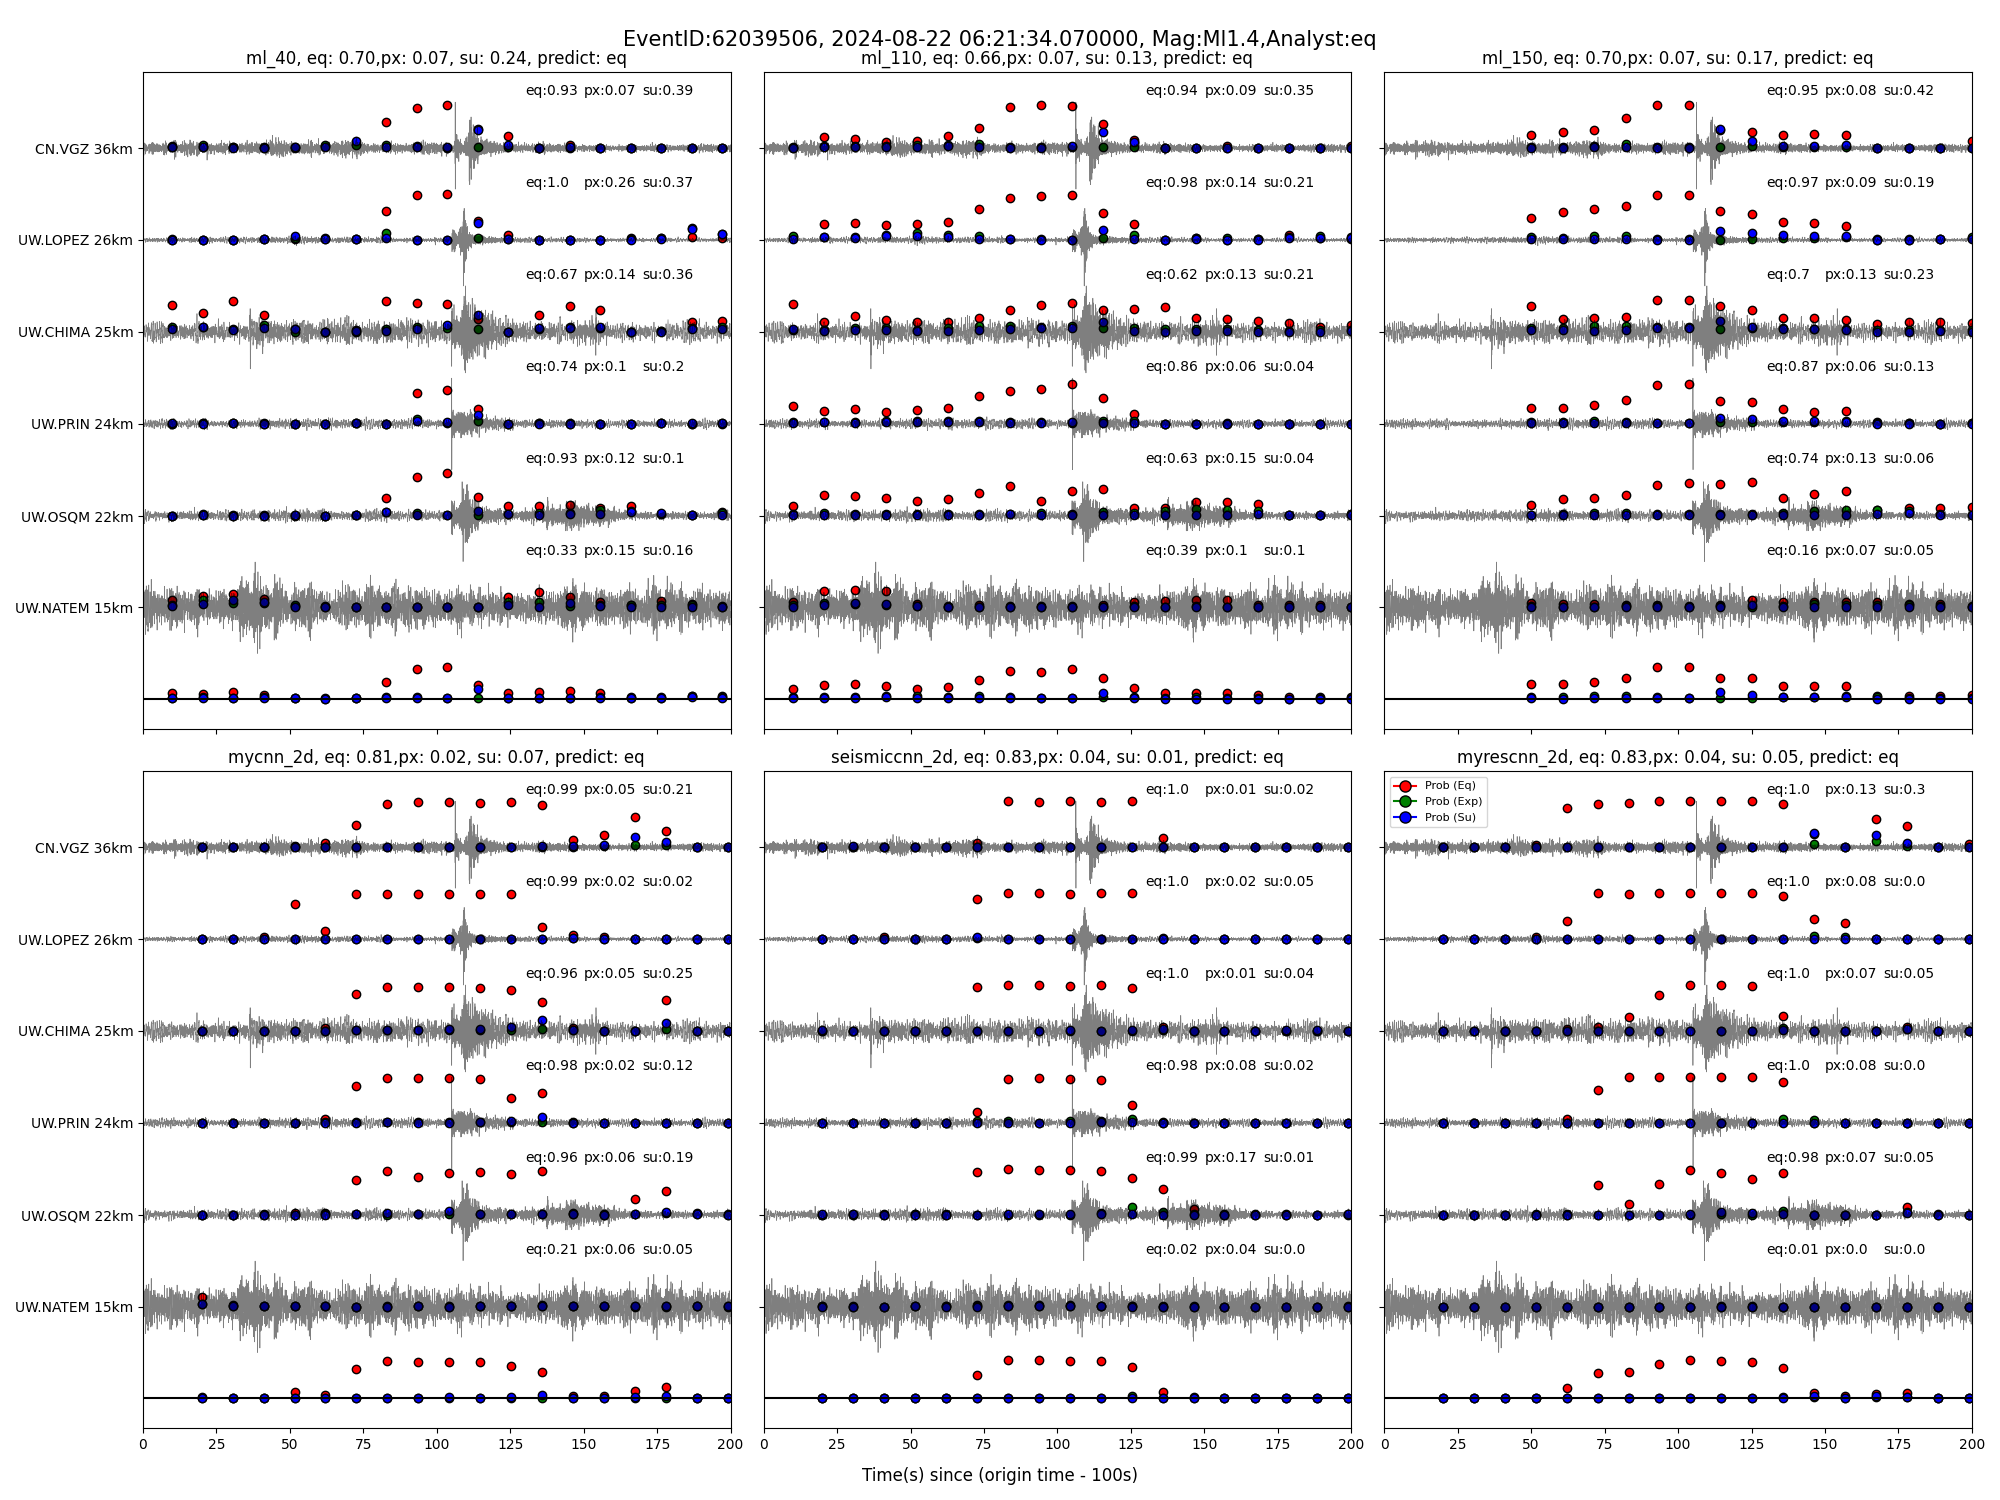 EventID:62039506, 2024-08-22 06:21:34.070000, Mag:Ml1.4,Analyst:eq
ml_40, eq: 0.70,px: 0.07, su: 0.24, predict: eq
eq:0.93 px:0.07 su:0.39
CN.VGZ 36km
eq:1.0 px:0.26 su:0.37
UW.LOPEZ 26km
eq:0.67 px:0.14 su:0.36
UW.CHIMA 25km
eq:0.74 px:0.1 su:0.2
UW.PRIN 24km
eq:0.93 px:0.12 su:0.1
UW.OSQM 22km
eq:0.33 px:0.15 su:0.16
UW.NATEM 15km
ml_110, eq: 0.66,px: 0.07, su: 0.13, predict: eq
eq:0.94 px:0.09 su:0.35
eq:0.98 px:0.14 su:0.21
eq:0.62 px:0.13 su:0.21
eq:0.86 px:0.06 su:0.04
eq:0.63 px:0.15 su:0.04
eq:0.39 px:0.1 su:0.1
ml_150, eq: 0.70,px: 0.07, su: 0.17, predict: eq
eq:0.95 px:0.08 su:0.42
eq:0.97 px:0.09 su:0.19
eq:0.7 px:0.13 su:0.23
eq:0.87 px:0.06 su:0.13
eq:0.74 px:0.13 su:0.06
eq:0.16 px:0.07 su:0.05
mycnn_2d, eq: 0.81,px: 0.02, su: 0.07, predict: eq
eq:0.99 px:0.05 su:0.21
CN.VGZ 36km
eq:0.99 px:0.02 su:0.02
UW.LOPEZ 26km
eq:0.96 px:0.05 su:0.25
UW.CHIMA 25km
eq:0.98 px:0.02 su:0.12
UW.PRIN 24km
eq:0.96 px:0.06 su:0.19
UW.OSQM 22km
eq:0.21 px:0.06 su:0.05
UW.NATEM 15km
0 25 50 75 100 125 150 175 200
seismiccnn_2d, eq: 0.83,px: 0.04, su: 0.01, predict: eq
eq:1.0 px:0.01 su:0.02
eq:1.0 px:0.02 su:0.05
eq:1.0 px:0.01 su:0.04
eq:0.98 px:0.08 su:0.02
eq:0.99 px:0.17 su:0.01
eq:0.02 px:0.04 su:0.0
0 25 50 75 100 125 150 175 200
myrescnn_2d, eq: 0.83,px: 0.04, su: 0.05, predict: eq
Prob (Eq)
Prob (Exp)
Prob (Su)
eq:1.0 px:0.13 su:0.3
eq:1.0 px:0.08 su:0.0
eq:1.0 px:0.07 su:0.05
eq:1.0 px:0.08 su:0.0
eq:0.98 px:0.07 su:0.05
eq:0.01 px:0.0 su:0.0
0 25 50 75 100 125 150 175 200
Time(s) since (origin time - 100s)